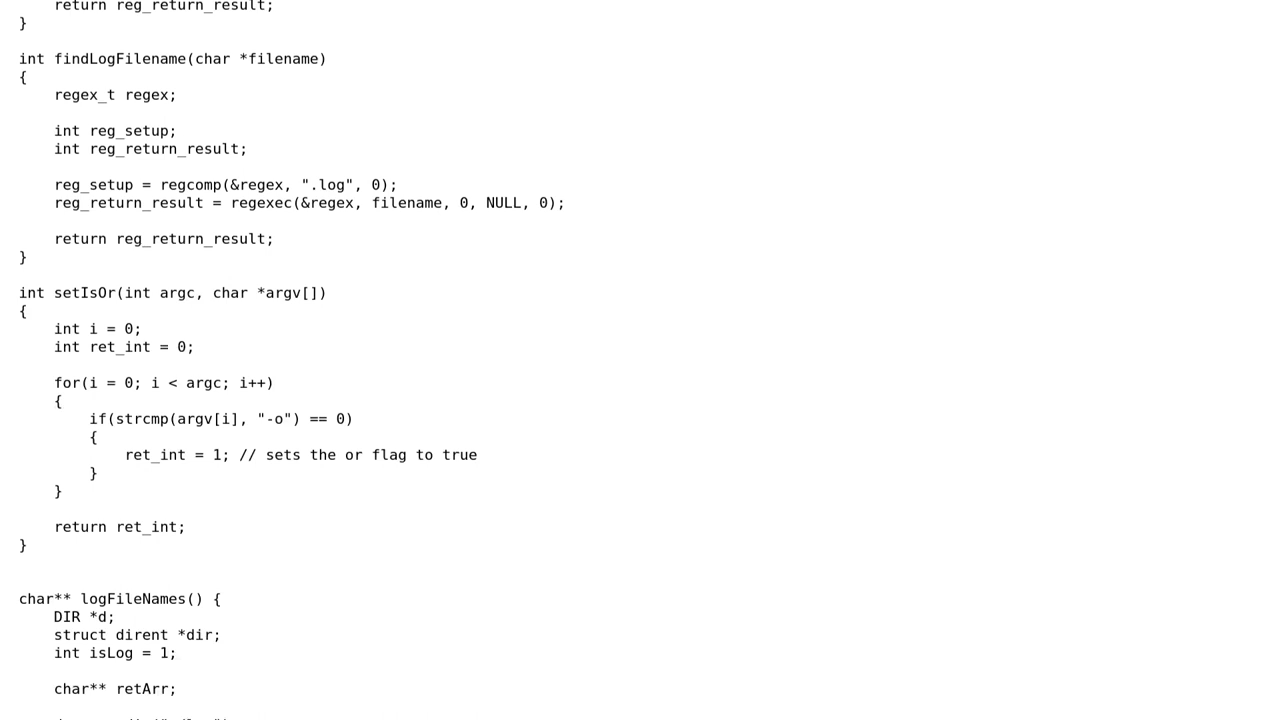 return reg_return_result;
}

int findLogFilename(char *filename)
{
    regex_t regex;

    int reg_setup;
    int reg_return_result;

    reg_setup = regcomp(&regex, ".log", 0);
    reg_return_result = regexec(&regex, filename, 0, NULL, 0);

    return reg_return_result;
}

int setIsOr(int argc, char *argv[])
{
    int i = 0;
    int ret_int = 0;

    for(i = 0; i < argc; i++)
    {
        if(strcmp(argv[i], "-o") == 0)
        {
            ret_int = 1; // sets the or flag to true
        }
    }

    return ret_int;
}


char** logFileNames() {
    DIR *d;
    struct dirent *dir;
    int isLog = 1;

    char** retArr;